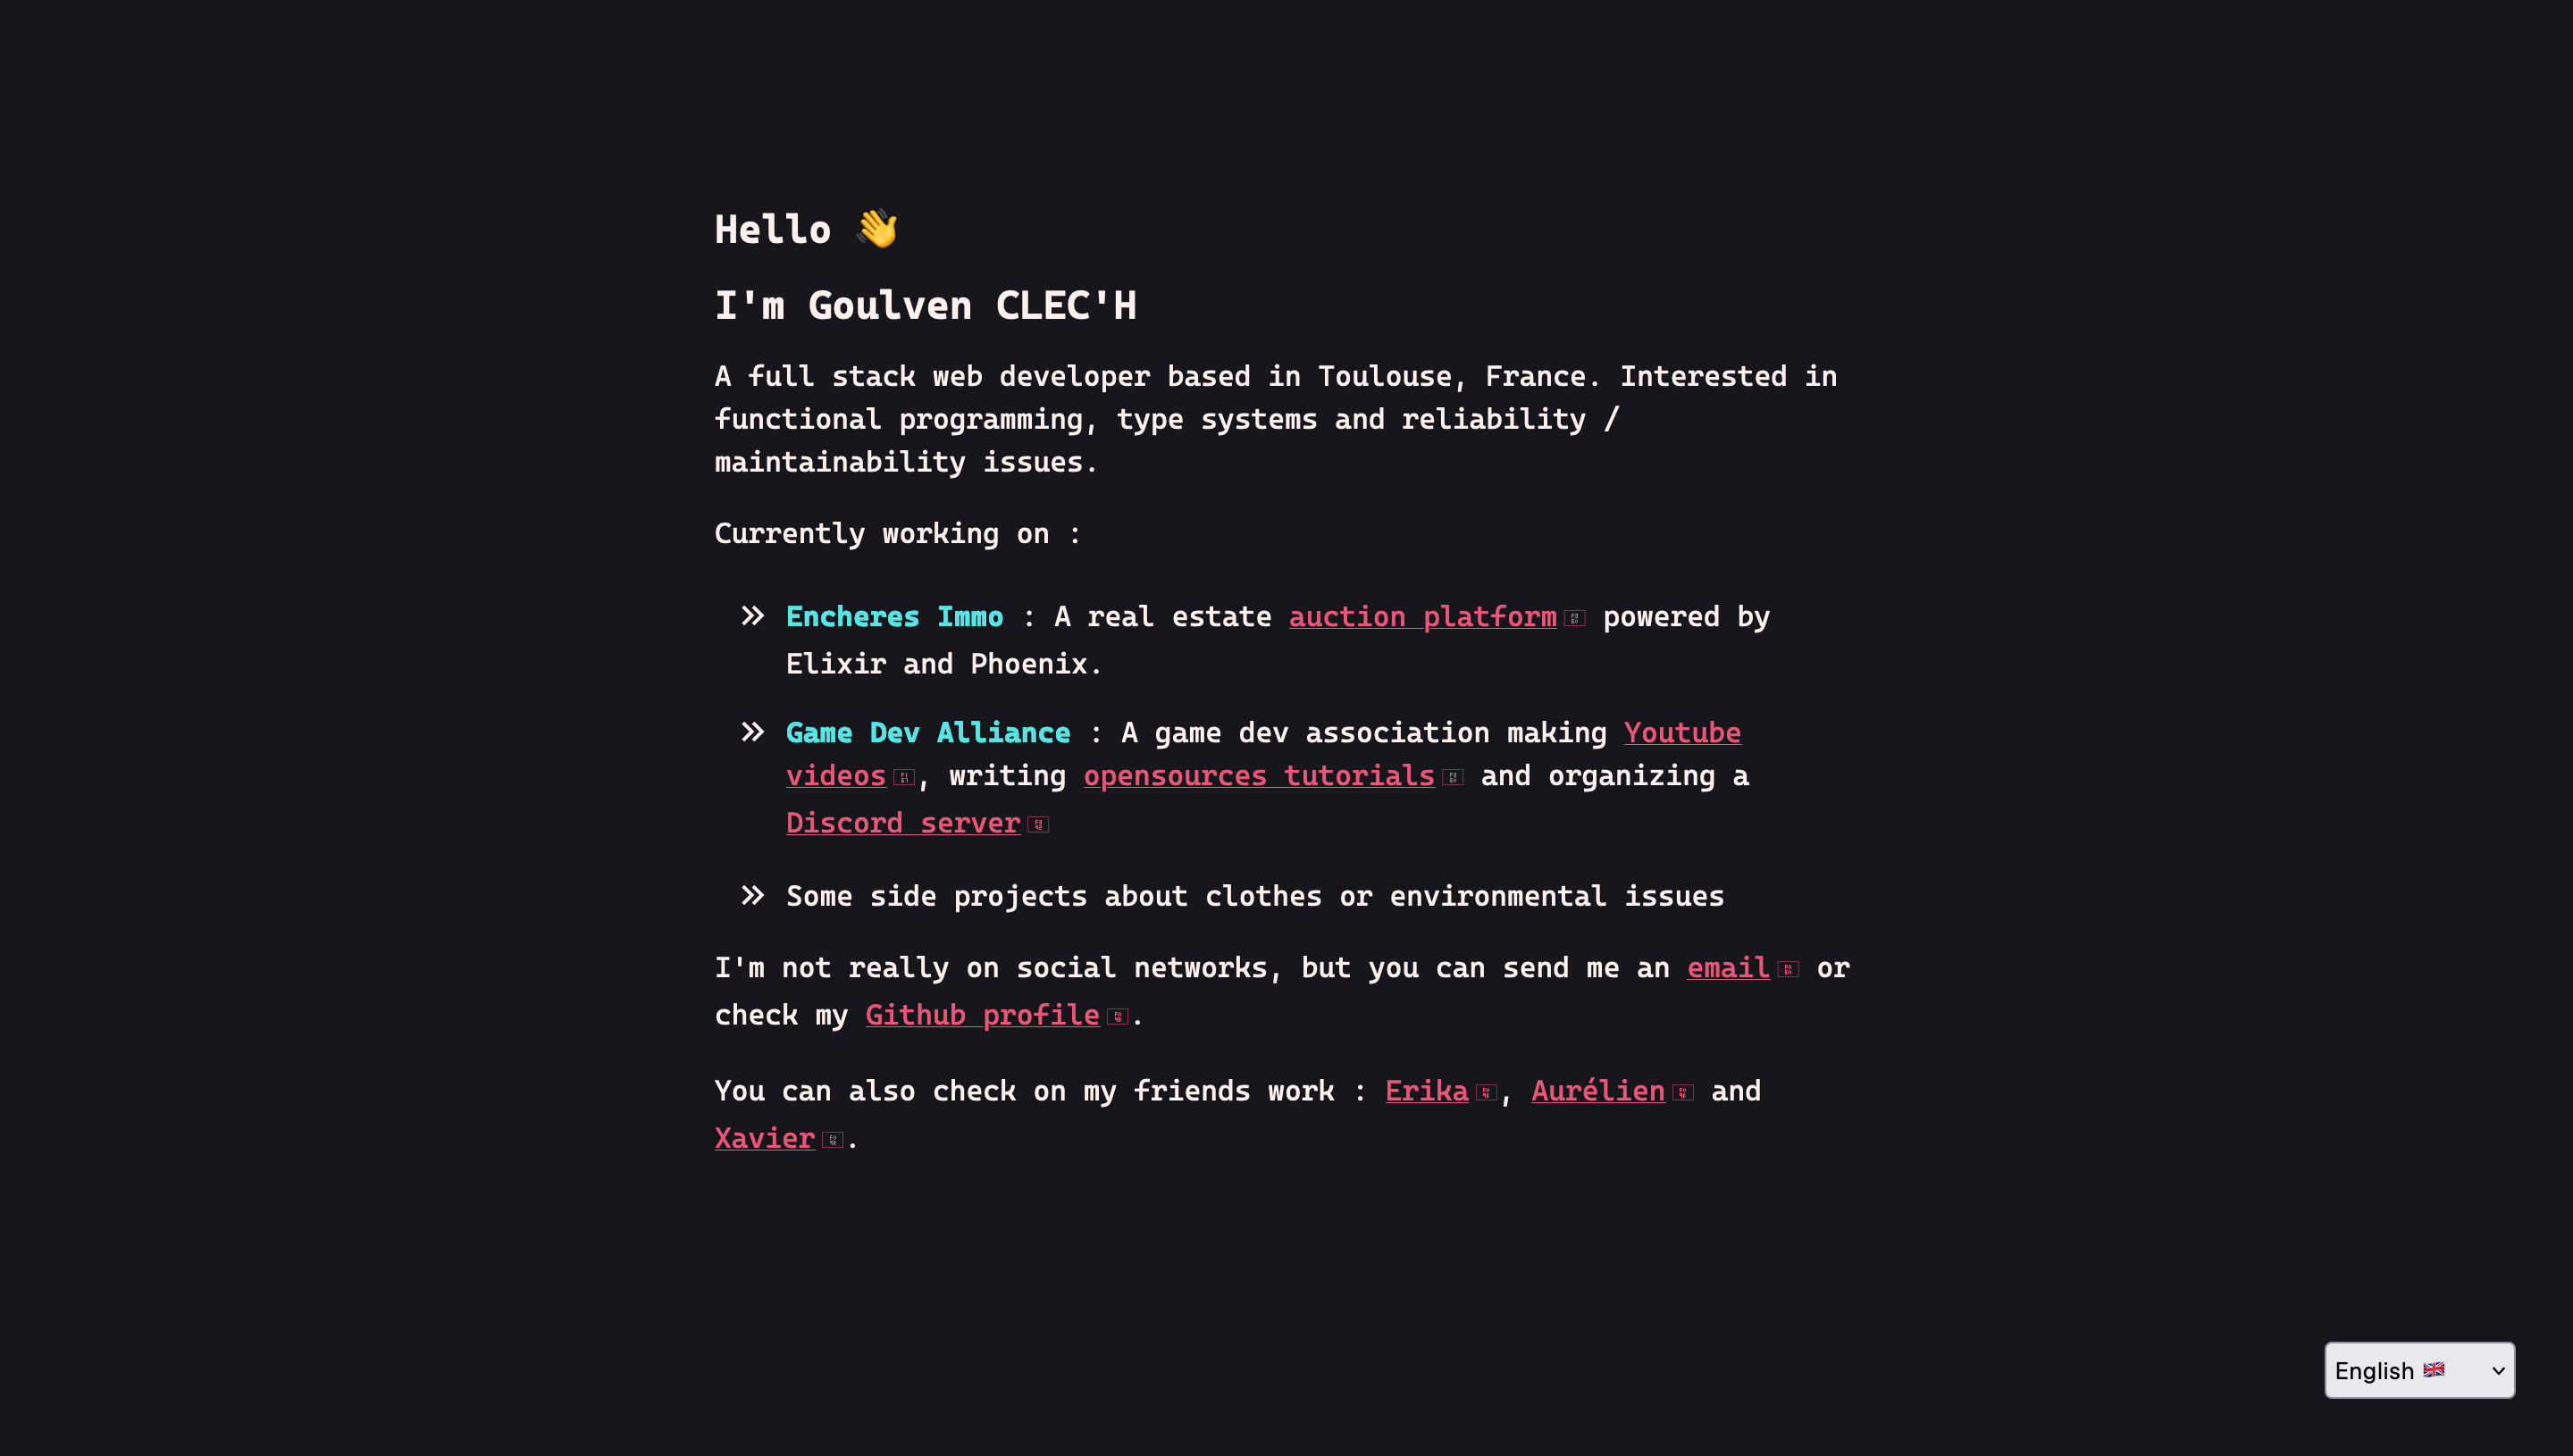 Hello 👋
I'm Goulven CLEC'H
A full stack web developer based in Toulouse, France. Interested in
functional programming, type systems and reliability /
maintainability issues.
Currently working on :
» Encheres Immo : A real estate auction platform powered by
Elixir and Phoenix.
» Game Dev Alliance : A game dev association making Youtube
videos, writing opensources tutorials and organizing a
Discord server
» Some side projects about clothes or environmental issues
I'm not really on social networks, but you can send me an email or
check my Github profile.
You can also check on my friends work : Erika, Aurélien and
Xavier.
English 🇬🇧